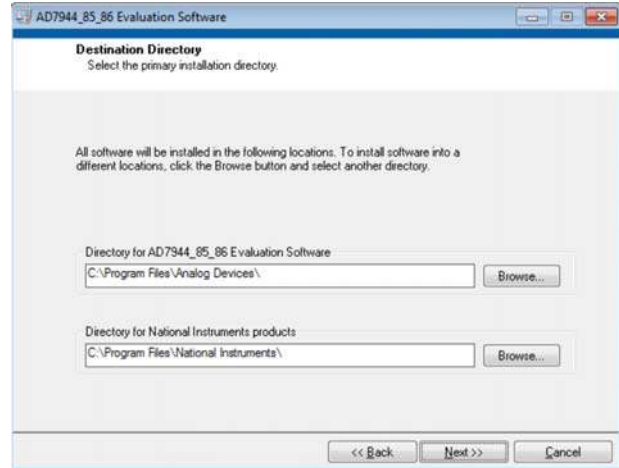 AD7944_85_86 Evaluation Software
Destination Directory
Select the primary installation directory.
All software will be installed in the following locations. To install software into a
different locations, click the Browse button and select another directory.
Directory for AD7944_85_86 Evaluation Software
C:\Program Files\Analog Devices\
Browse...
Directory for National Instruments products
C:\Program Files\National Instruments\
Browse...
<< Back
Next >>
Cancel